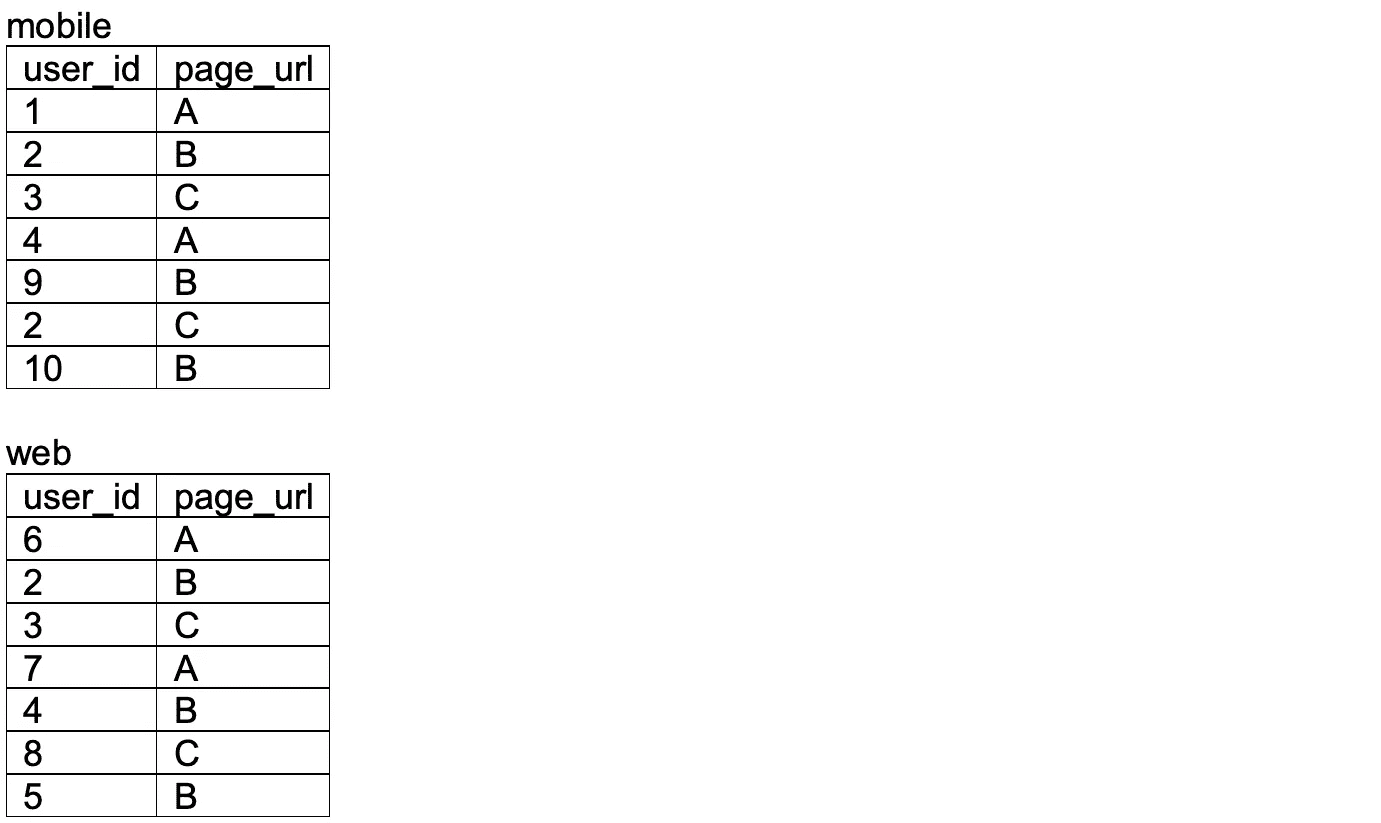 mobile
user_id page_url
1 A
2 B
3 C
4 A
9 B
2 C
10 B
web
user_id page_url
6 A
2 B
3 C
7 A
4 B
8 C
5 B